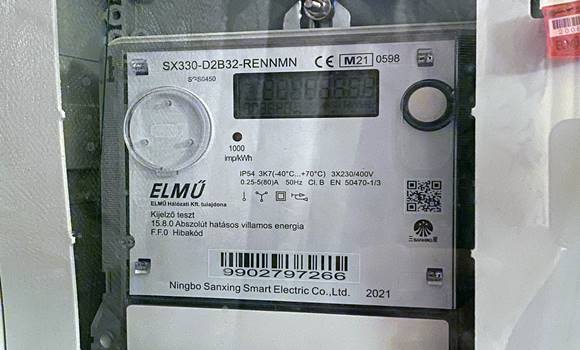 SX330-D2B32-RENNMN CE M21 0598
1000
imp/kWh
IP54 3K7(-40°C...+70°C) 3X230/400V
0.25-5(80)A 50Hz Cl.B EN 50470-1/3
ELMŰ
ELMŰ Hálózati Kft. tulajdona
Kijelző teszt
15.8.0 Abszolút hatásos villamos energia
F.F.0 Hibakód
9902797266
Ningbo Sanxing Smart Electric Co.,Ltd. 2021